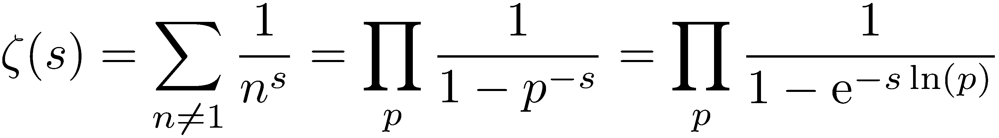 ζ(s) = ∑_{n≠1} 1/n^s = ∏_p 1/(1 − p^{−s}) = ∏_p 1/(1 − e^{−s ln(p)})